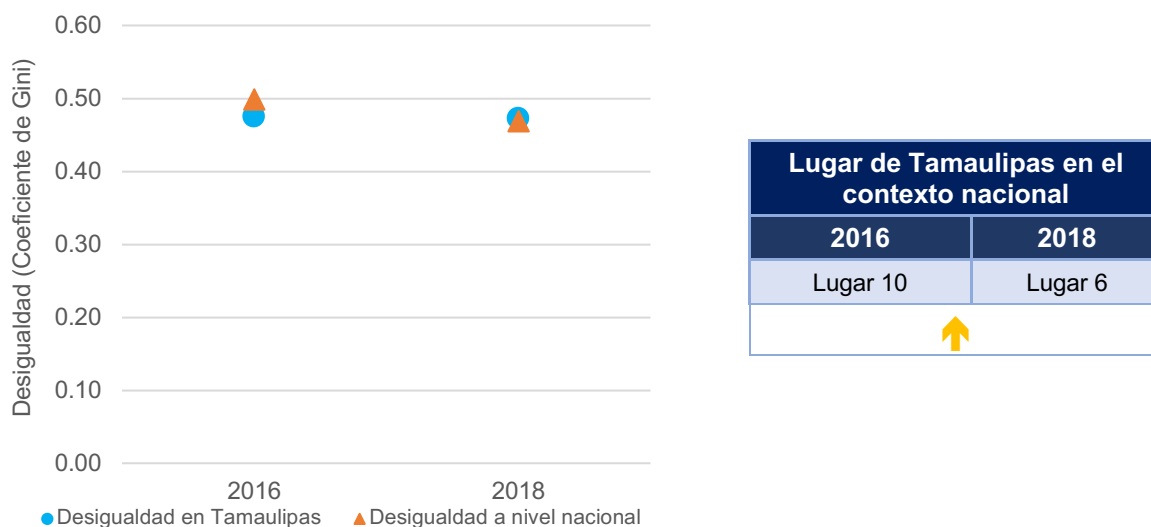 0.60
0.50
0.40
0.30
0.20
0.10
0.00
Desigualdad (Coeficiente de Gini)
2016 2018
Desigualdad en Tamaulipas Desigualdad a nivel nacional
Lugar de Tamaulipas en el
contexto nacional
2016 2018
Lugar 10 Lugar 6